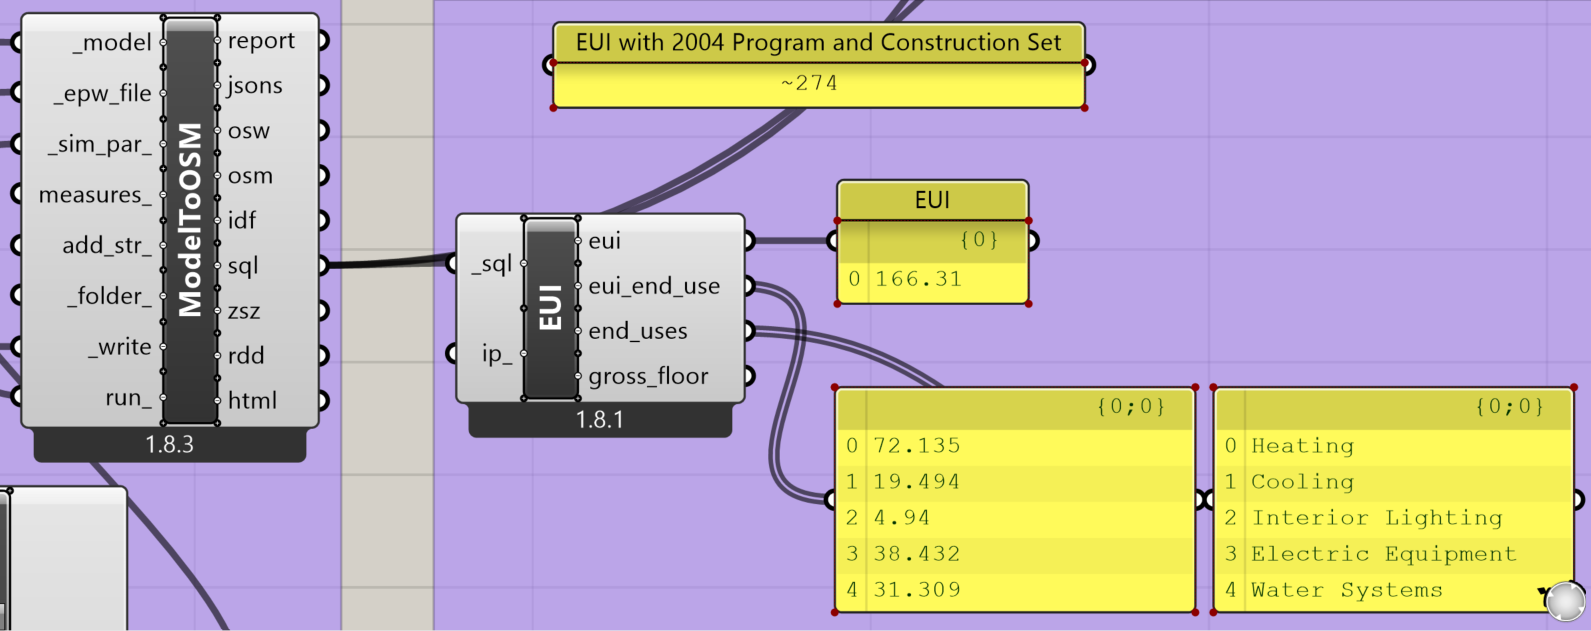 _model
_epw_file
_sim_par_
measures_
add_str_
_folder_
_write
run_
ModelToOSM
report
jsons
osw
osm
idf
sql
zsz
rdd
html
1.8.3
EUI with 2004 Program and Construction Set
~274
_sql
ip_
EUI
eui
eui_end_use
end_uses
gross_floor
1.8.1
EUI
{0}
0 166.31
{0;0}
0 72.135
1 19.494
2 4.94
3 38.432
4 31.309
{0;0}
0 Heating
1 Cooling
2 Interior Lighting
3 Electric Equipment
4 Water Systems